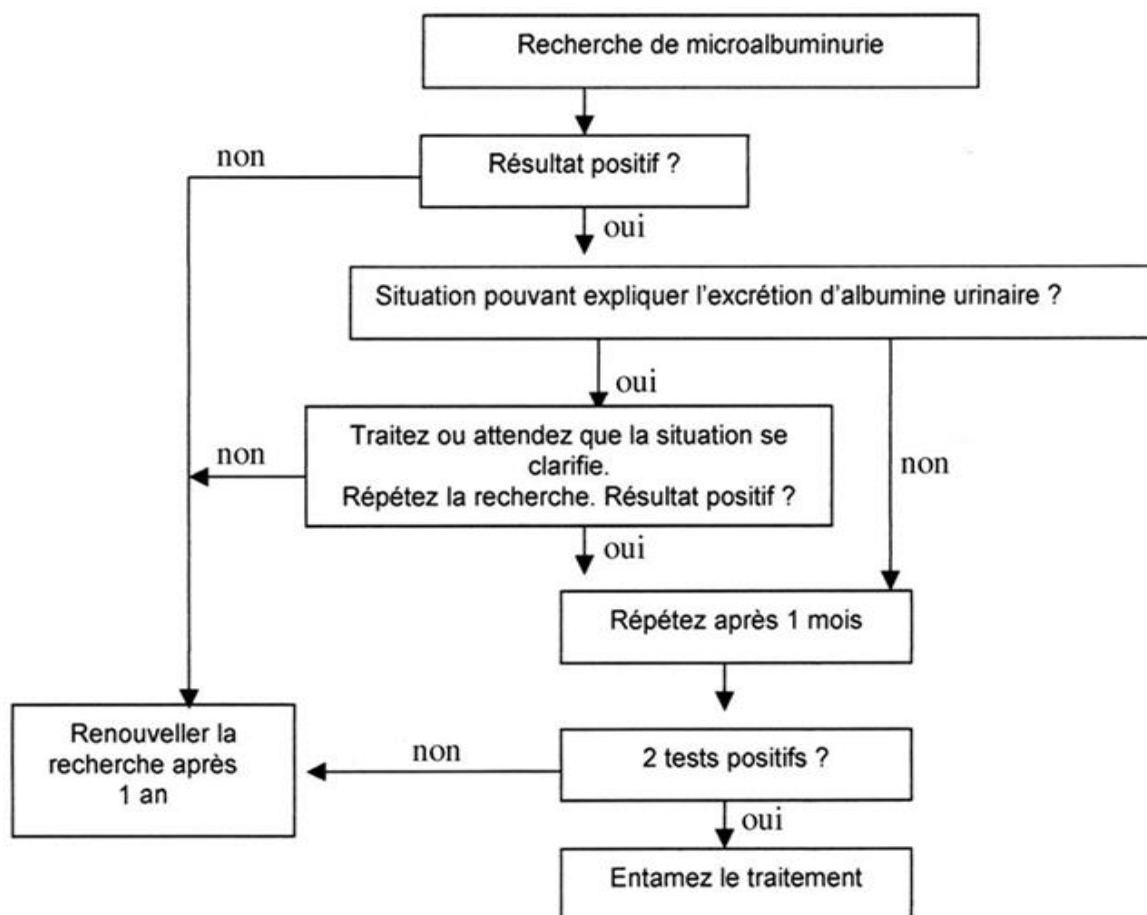 Recherche de microalbuminurie
non
Résultat positif ?
oui
Situation pouvant expliquer l'excrétion d'albumine urinaire ?
oui
Traitez ou attendez que la situation se
clarifie.
Répétez la recherche. Résultat positif ?
non
non
oui
Répétez après 1 mois
Renouveller la
recherche après
1 an
non
2 tests positifs ?
oui
Entamez le traitement